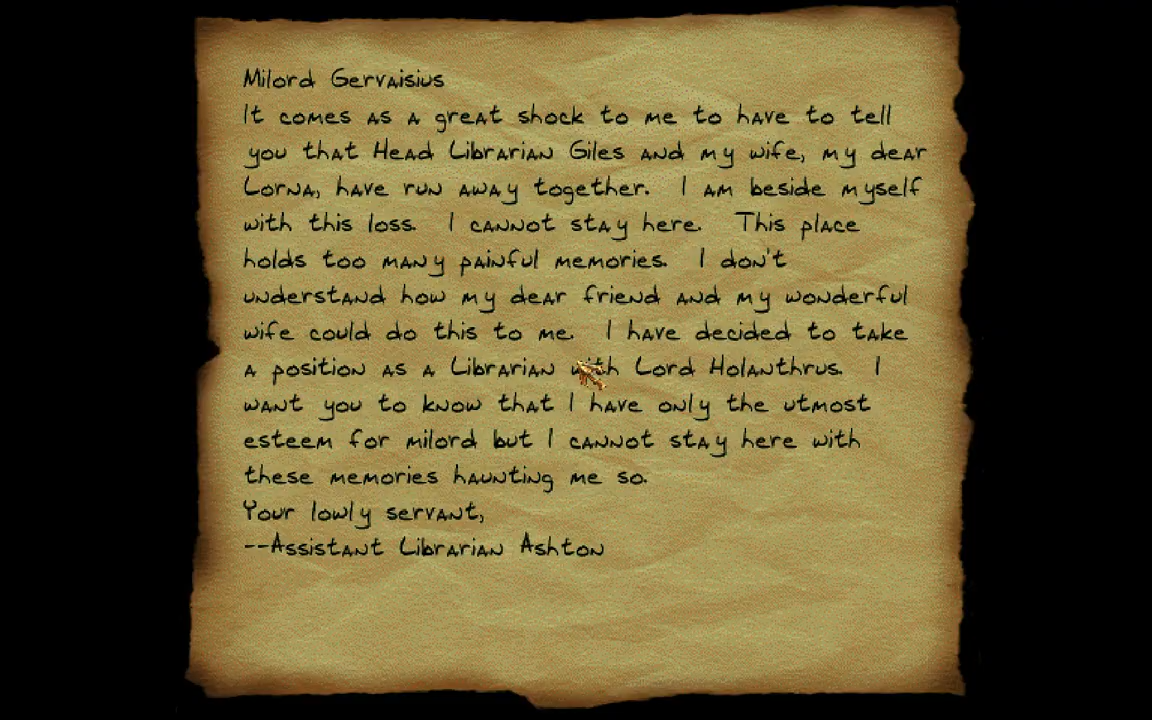 Milord Gervaisius
It comes as a great shock to me to have to tell
you that Head Librarian Giles and my wife, my dear
Lorna, have run away together. I am beside myself
with this loss. I cannot stay here. This place
holds too many painful memories. I don't
understand how my dear friend and my wonderful
wife could do this to me. I have decided to take
a position as a Librarian with Lord Holanthrus. I
want you to know that I have only the utmost
esteem for milord but I cannot stay here with
these memories haunting me so.
Your lowly servant,
--Assistant Librarian Ashton